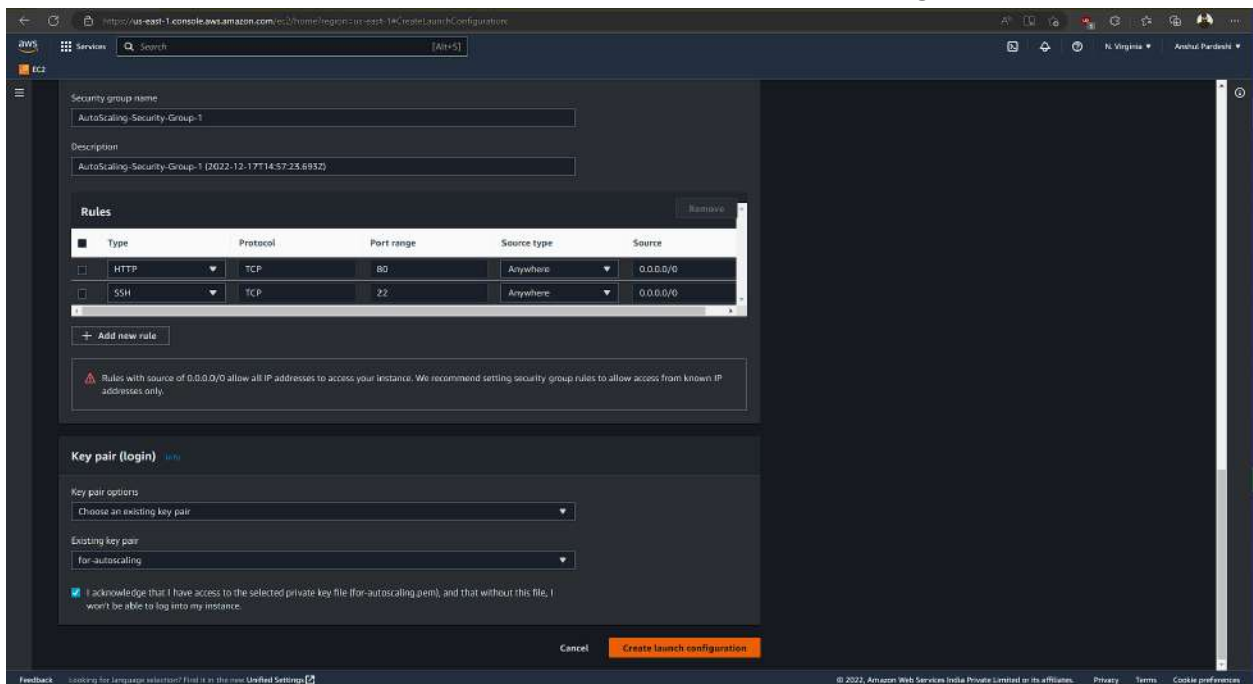 https://us-east-1.console.aws.amazon.com/ec2/home?region=us-east-1#CreateLaunchConfiguration:
aws
Services
Search
[Alt+S]
N. Virginia
Anshul Pardeshi
EC2
Security group name
AutoScaling-Security-Group-1
Description
AutoScaling-Security-Group-1 (2022-12-17T14:57:23.693Z)
Rules
Remove
Type Protocol Port range Source type Source
HTTP TCP 80 Anywhere 0.0.0.0/0
SSH TCP 22 Anywhere 0.0.0.0/0
Add new rule
Rules with source of 0.0.0.0/0 allow all IP addresses to access your instance. We recommend setting security group rules to allow access from known IP
addresses only.
Key pair (login) Info
Key pair options
Choose an existing key pair
Existing key pair
for-autoscaling
I acknowledge that I have access to the selected private key file (for-autoscaling.pem), and that without this file, I
won't be able to log into my instance.
Cancel
Create launch configuration
Feedback
Looking for language selection? Find it in the new Unified Settings
© 2022, Amazon Web Services India Private Limited or its affiliates.
Privacy
Terms
Cookie preferences